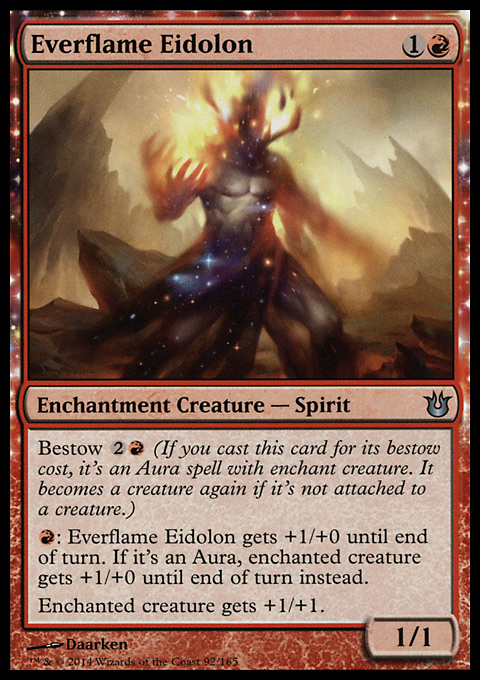 Everflame Eidolon 1
Enchantment Creature — Spirit
Bestow 2 (If you cast this card for its bestow
cost, it's an Aura spell with enchant creature. It
becomes a creature again if it's not attached to
a creature.)
: Everflame Eidolon gets +1/+0 until end
of turn. If it's an Aura, enchanted creature
gets +1/+0 until end of turn instead.
Enchanted creature gets +1/+1.
1/1
Daarken
™ & © 2014 Wizards of the Coast 92/165